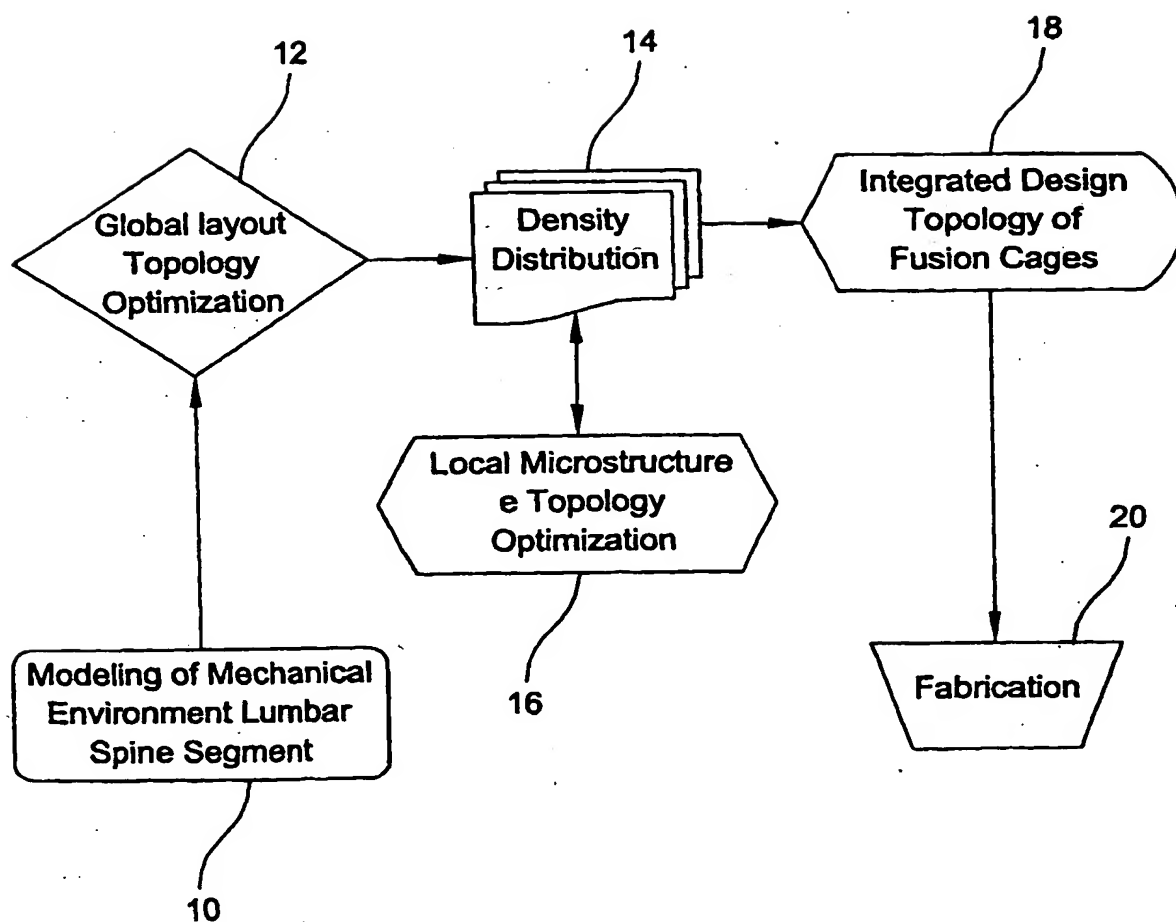 12
14
18
Global layout
Topology
Optimization
Density
Distribution
Integrated Design
Topology of
Fusion Cages
Local Microstructur
e Topology
Optimization
16
20
Fabrication
Modeling of Mechanical
Environment Lumbar
Spine Segment
10